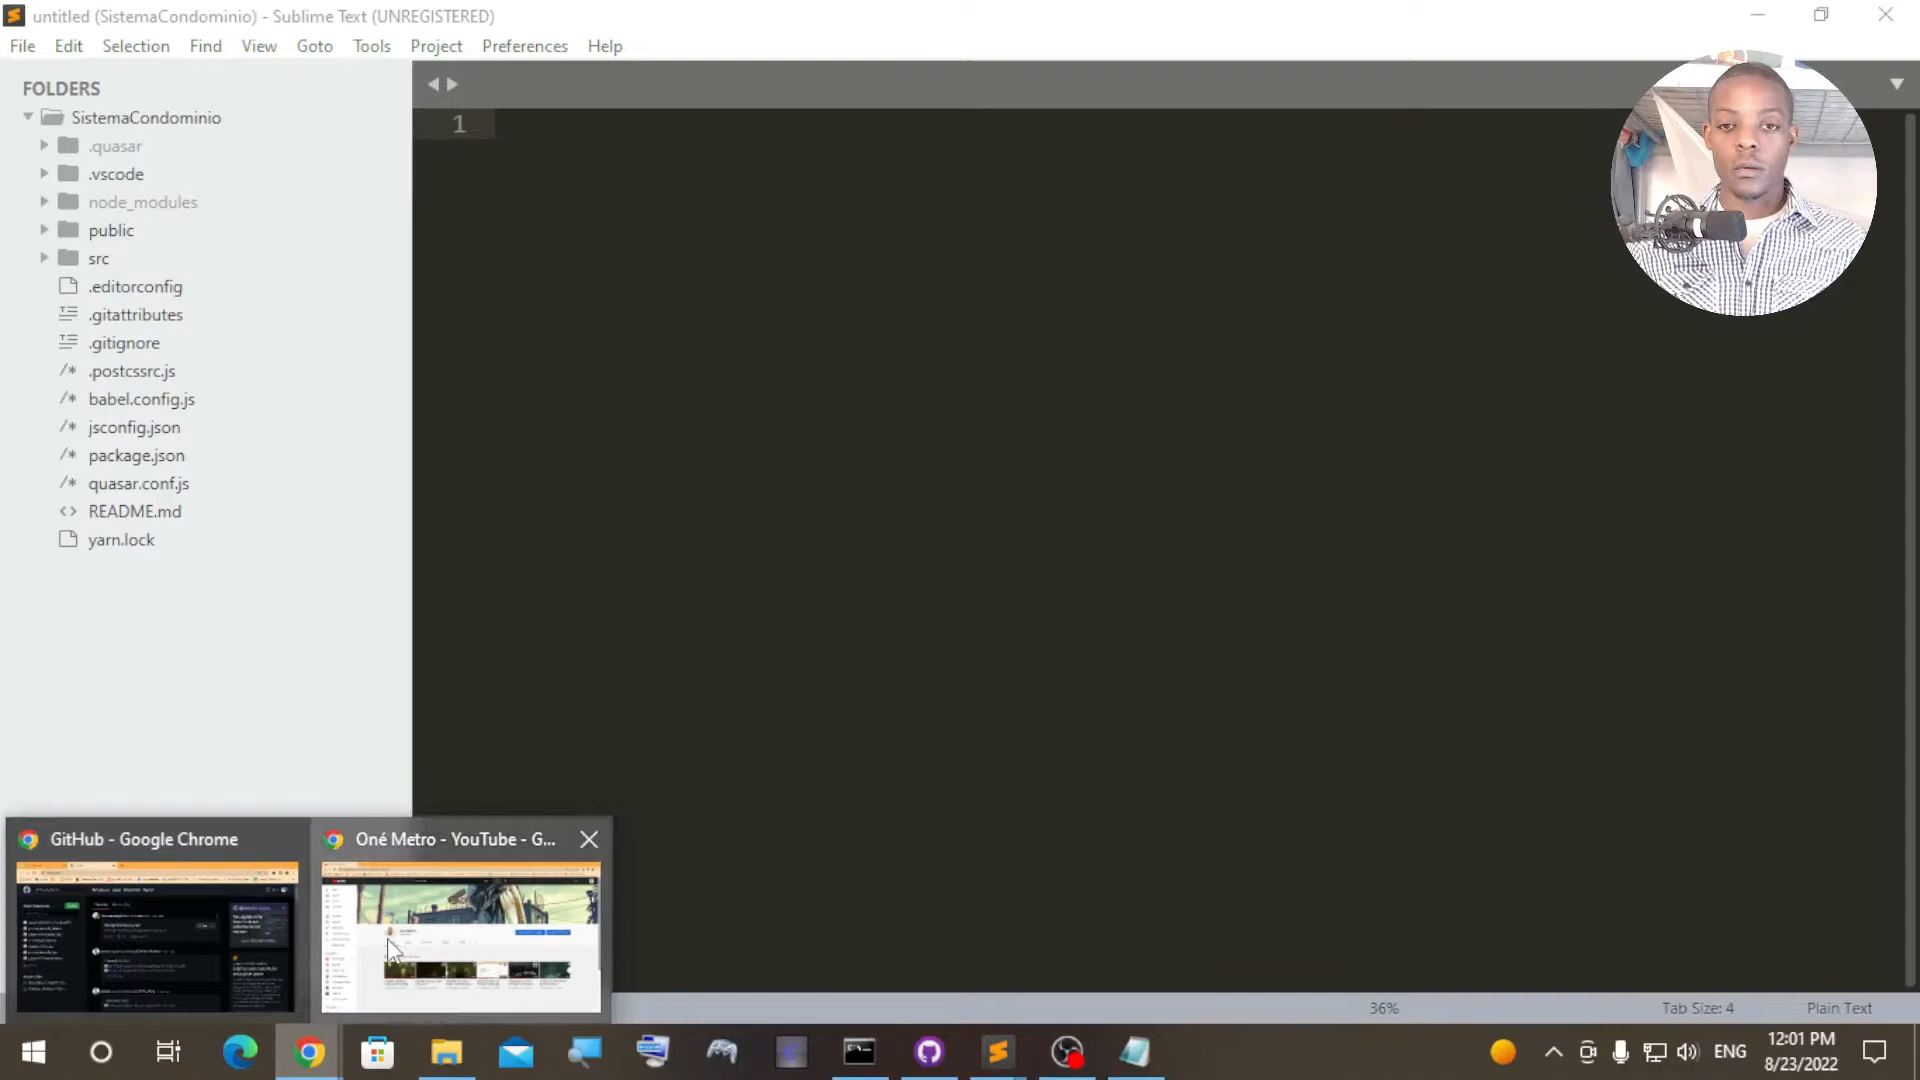 untitled (SistemaCondominio) - Sublime Text (UNREGISTERED)
File Edit Selection Find View Goto Tools Project Preferences Help
FOLDERS
SistemaCondominio
.quasar
.vscode
node_modules
public
src
.editorconfig
.gitattributes
.gitignore
.postcssrc.js
babel.config.js
jsconfig.json
package.json
quasar.conf.js
README.md
yarn.lock
1
GitHub - Google Chrome
Oné Metro - YouTube - G...
36%
Tab Size: 4
Plain Text
ENG
12:01 PM
8/23/2022